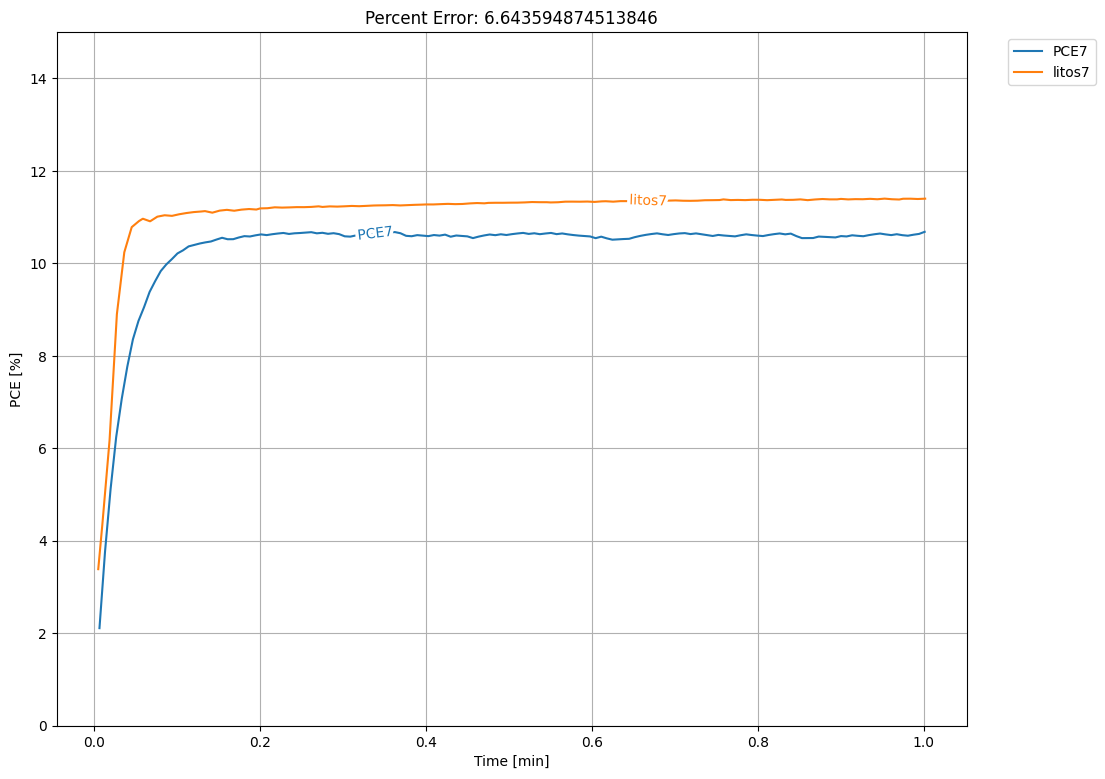 Percent Error: 6.643594874513846
PCE7
litos7
14
12
10
8
6
4
2
0
PCE [%]
litos7
PCE7
0.0 0.2 0.4 0.6 0.8 1.0
Time [min]